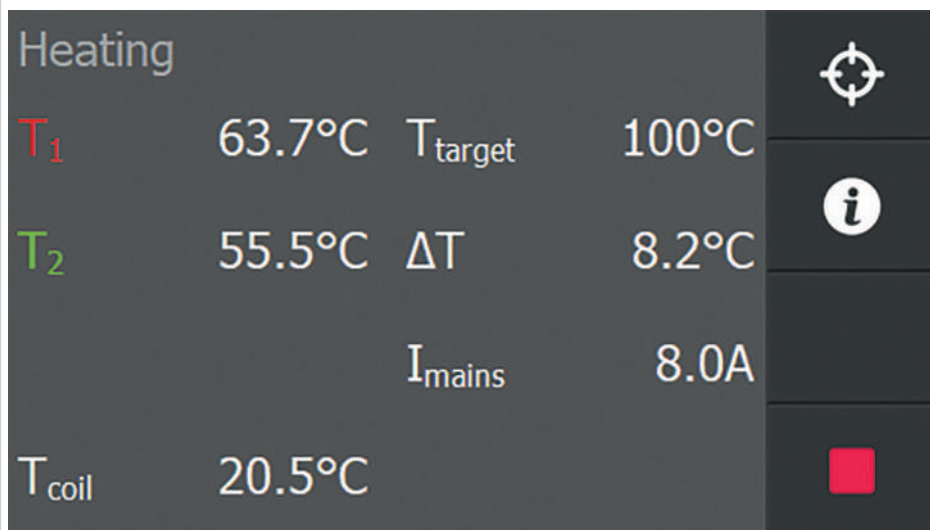 Heating
T1 63.7°C Ttarget 100°C
T2 55.5°C ΔT 8.2°C
Imains 8.0A
Tcoil 20.5°C